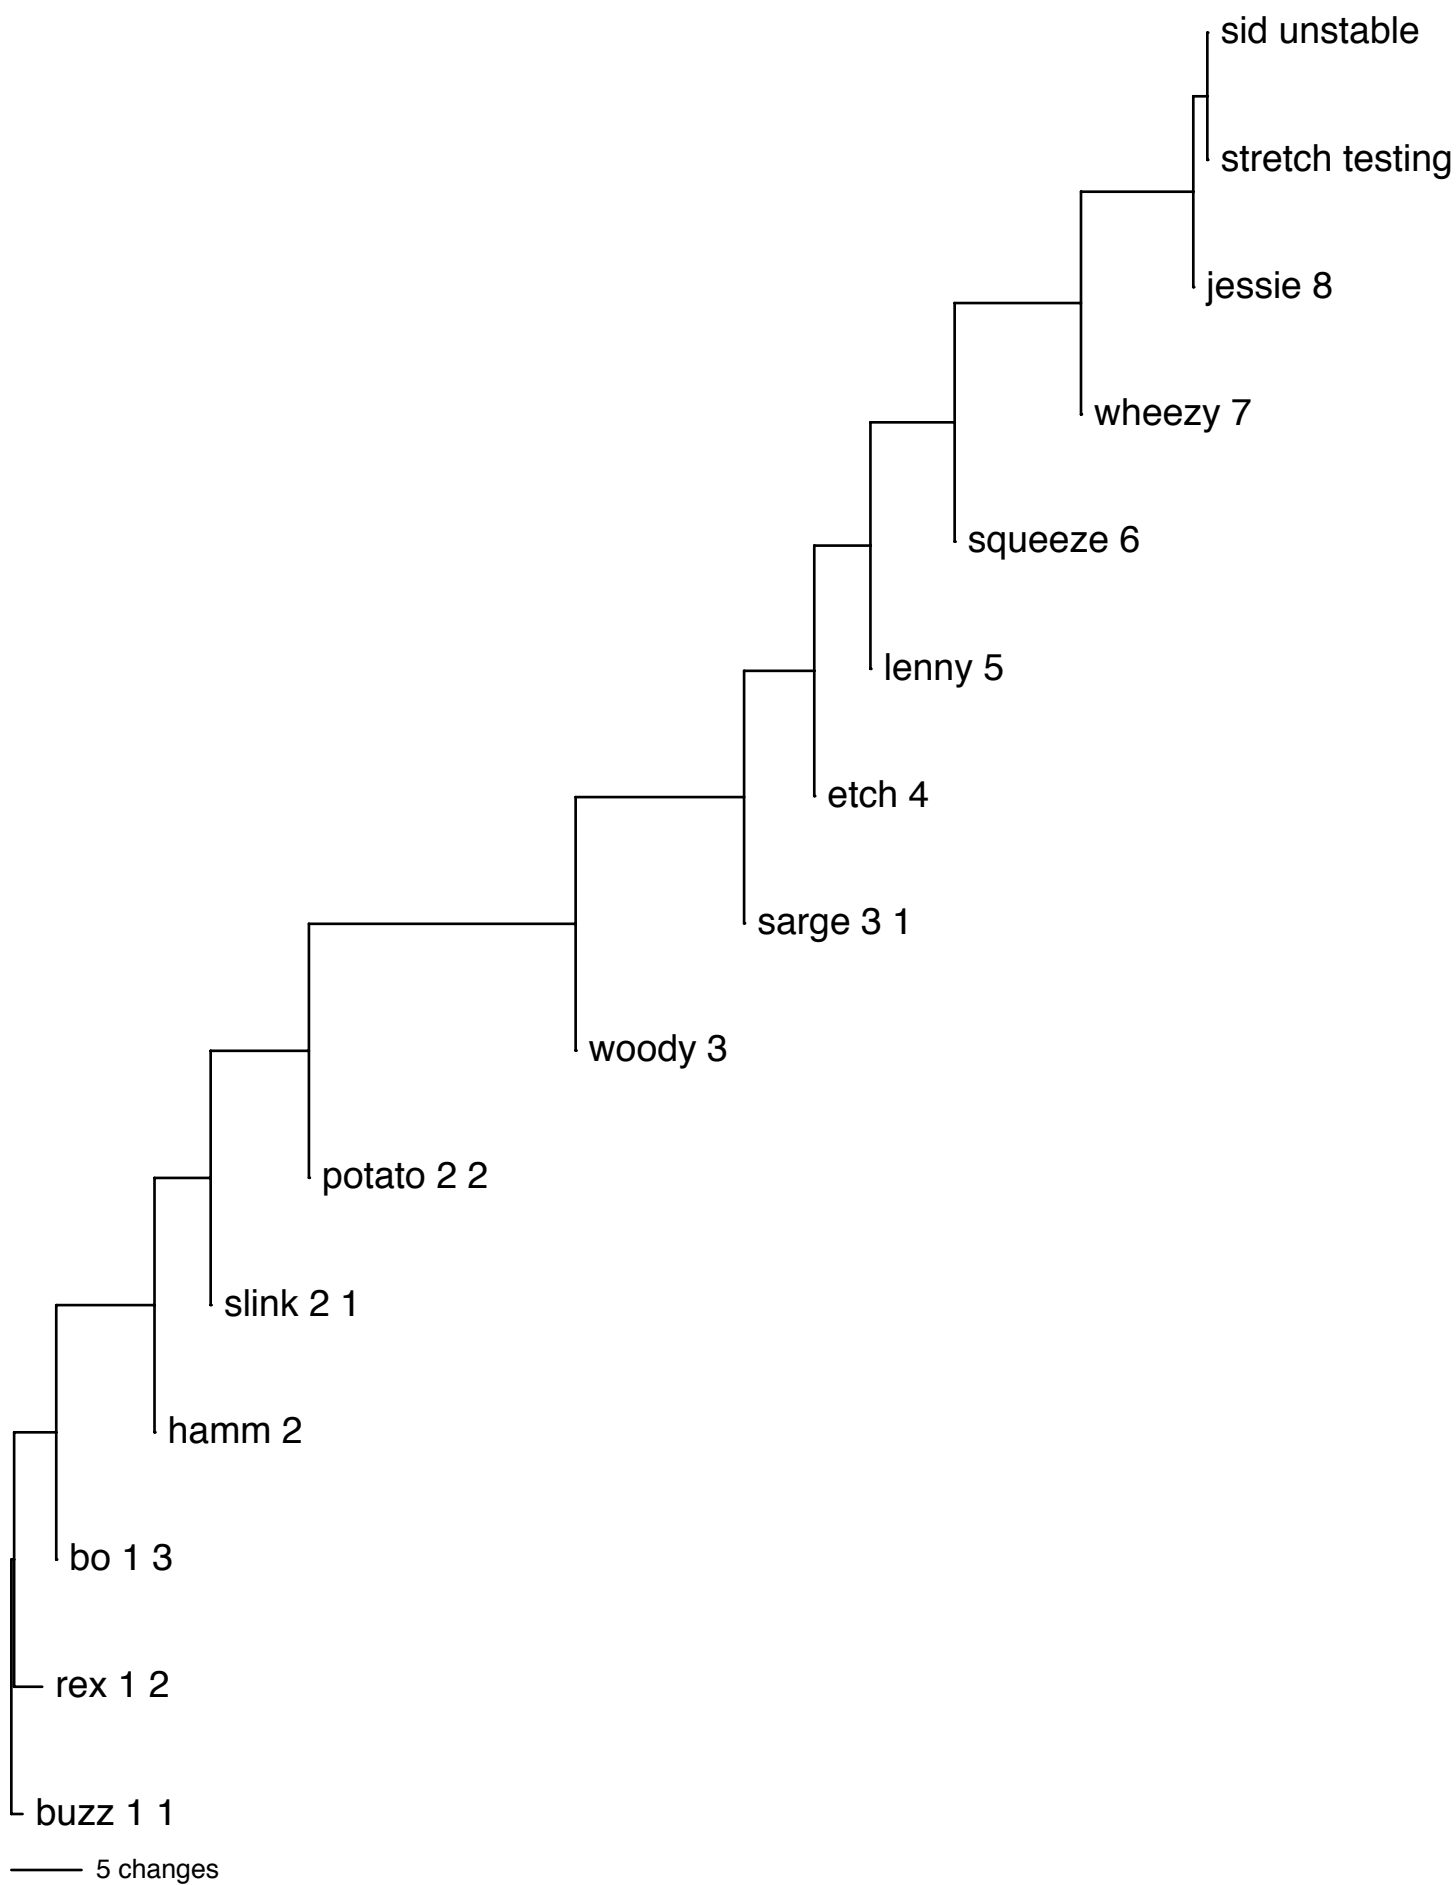 sid unstable
stretch testing
jessie 8
wheezy 7
squeeze 6
lenny 5
etch 4
sarge 3 1
woody 3
potato 2 2
slink 2 1
hamm 2
bo 1 3
rex 1 2
buzz 1 1
5 changes